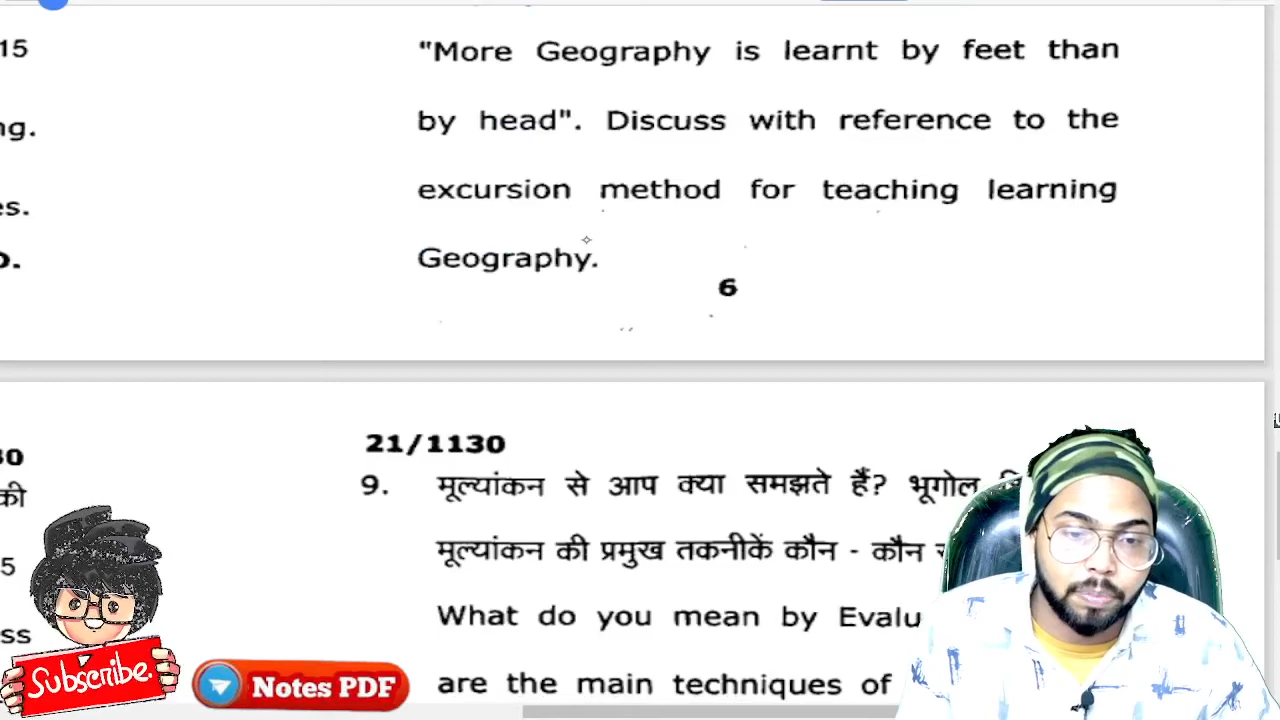 15
"More Geography is learnt by feet than
ng.
by head". Discuss with reference to the
excursion method for teaching learning
es.
Geography.
6
21/1130
की
9. मूल्यांकन से आप क्या समझते हैं? भूगोल
मूल्यांकन की प्रमुख तकनीकें कौन - कौन
5
What do you mean by Evalu
ss
Subscribe.
Notes PDF
are the main techniques of